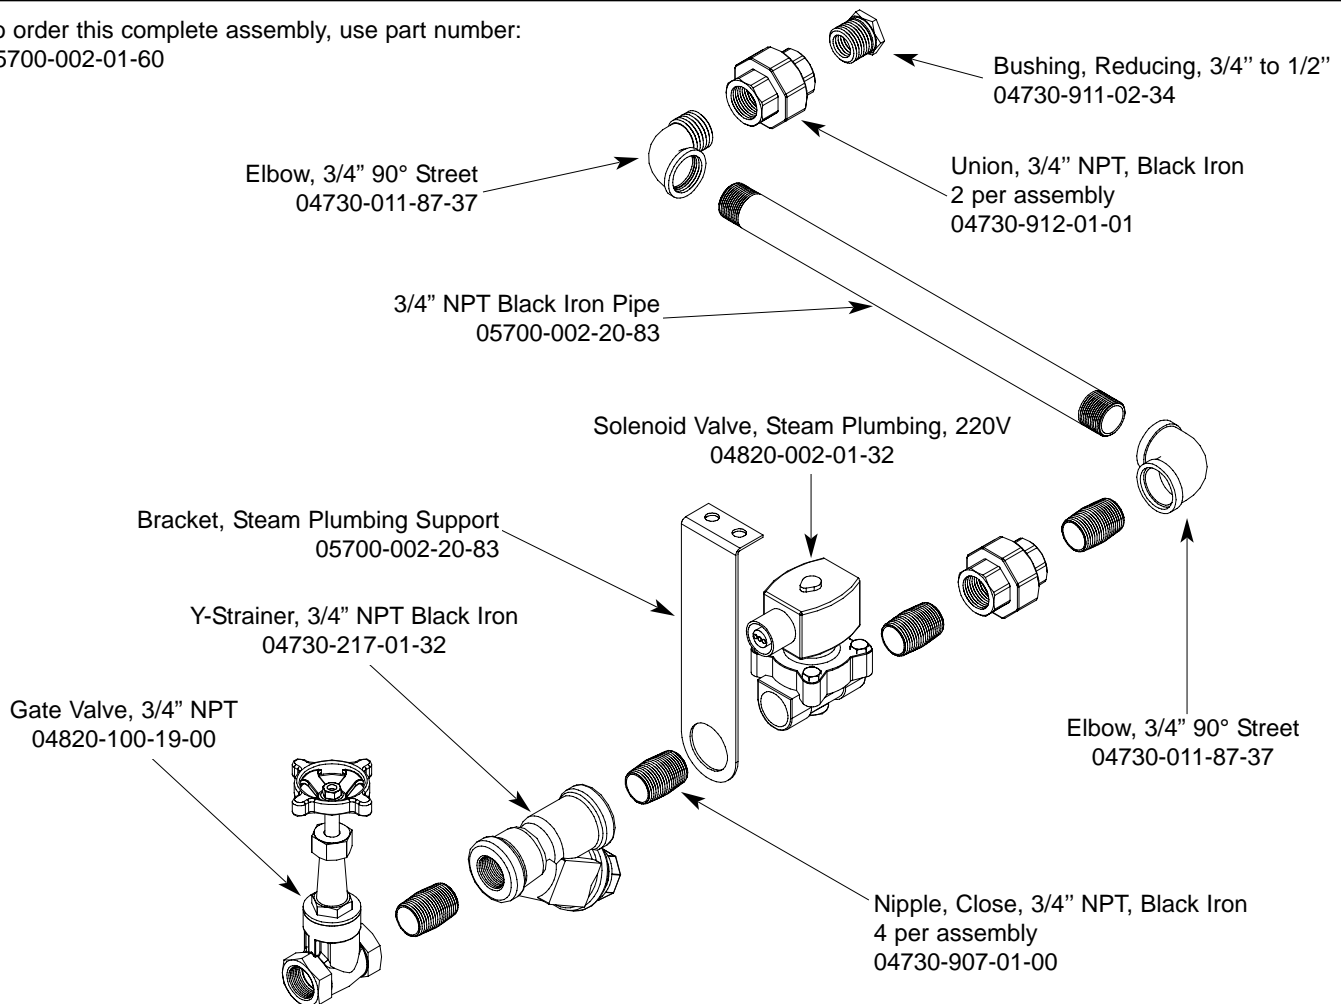 o order this complete assembly, use part number:
5700-002-01-60
Bushing, Reducing, 3/4’’ to 1/2’’
04730-911-02-34
Union, 3/4’’ NPT, Black Iron
2 per assembly
04730-912-01-01
Elbow, 3/4” 90° Street
04730-011-87-37
3/4” NPT Black Iron Pipe
05700-002-20-83
Solenoid Valve, Steam Plumbing, 220V
04820-002-01-32
Bracket, Steam Plumbing Support
05700-002-20-83
Y-Strainer, 3/4” NPT Black Iron
04730-217-01-32
Gate Valve, 3/4” NPT
04820-100-19-00
Elbow, 3/4” 90° Street
04730-011-87-37
Nipple, Close, 3/4’’ NPT, Black Iron
4 per assembly
04730-907-01-00